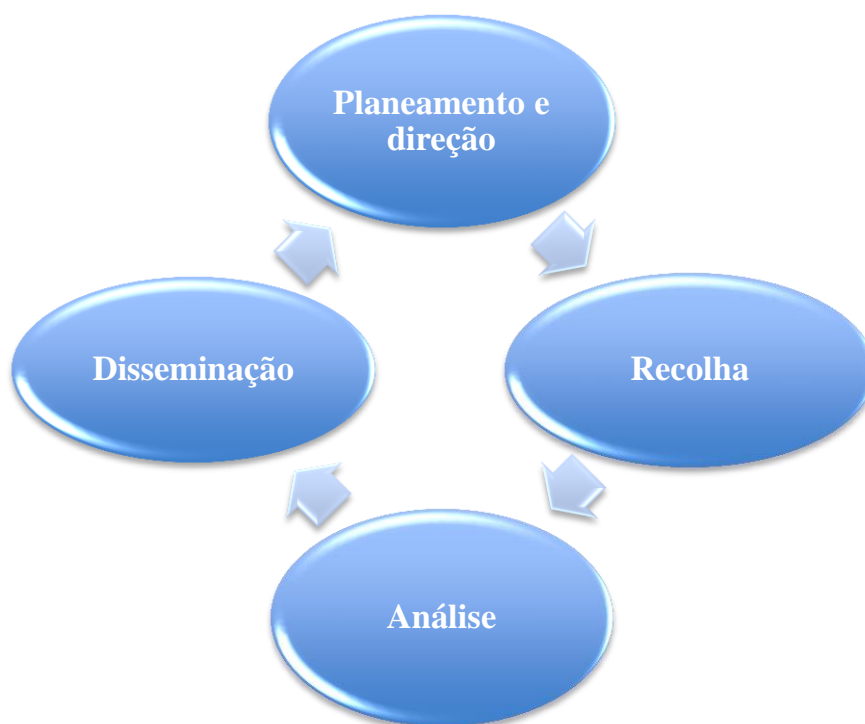 Planeamento e
direção
Disseminação
Recolha
Análise